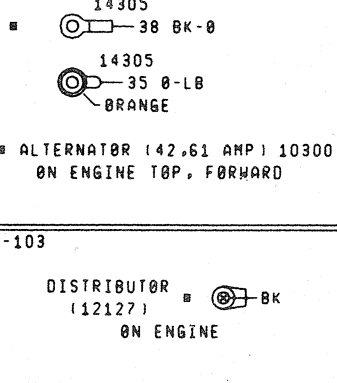 14305
38 BK-O
14305
35 O-LB
ORANGE
ALTERNATOR (42,61 AMP) 10300
ON ENGINE TOP, FORWARD
-103
DISTRIBUTOR
(12127)
BK
ON ENGINE